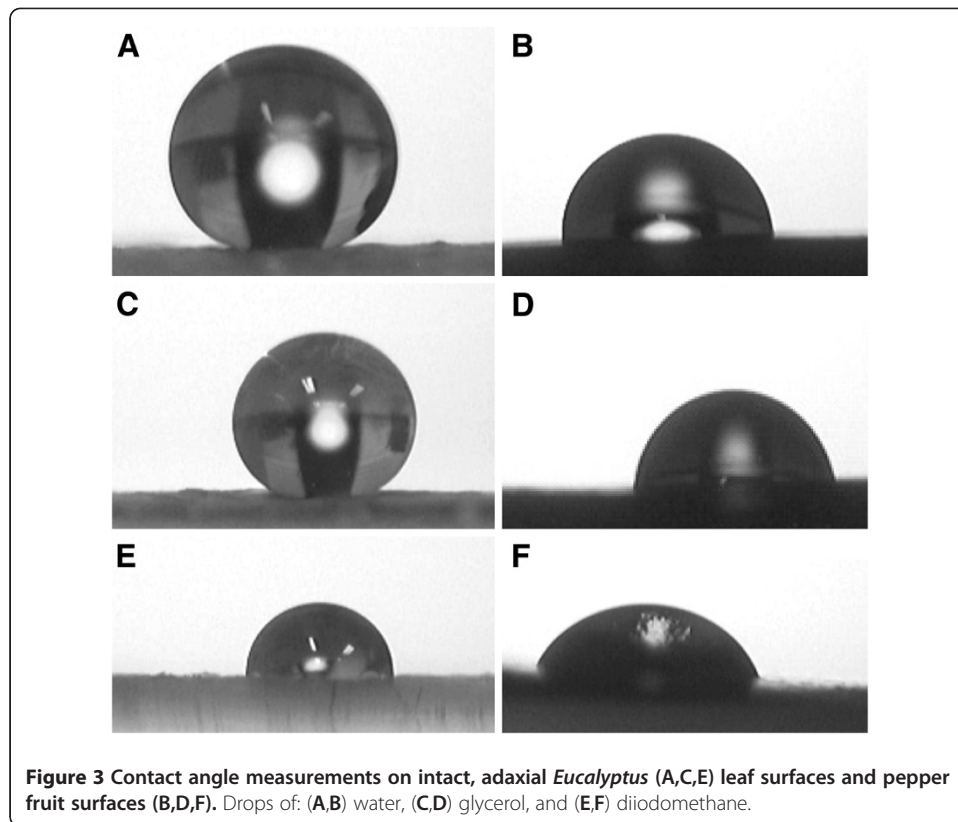 A
B
C
D
E
F
Figure 3 Contact angle measurements on intact, adaxial Eucalyptus (A,C,E) leaf surfaces and pepper
fruit surfaces (B,D,F). Drops of: (A,B) water, (C,D) glycerol, and (E,F) diiodomethane.